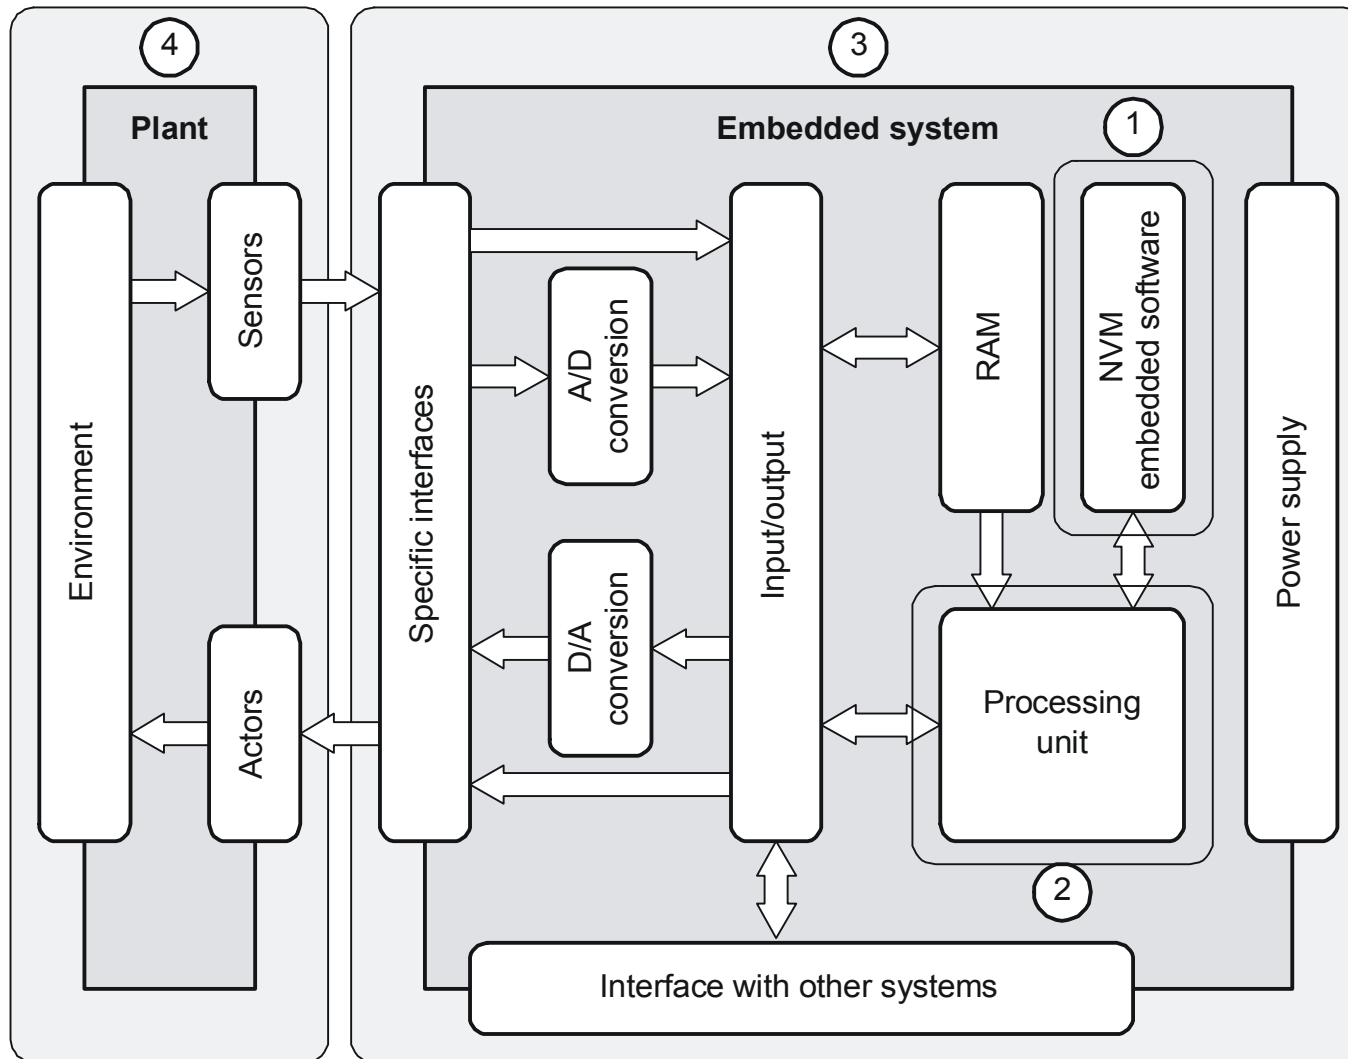 4
3
Plant
Embedded system
1
Environment
Sensors
Actors
Specific interfaces
A/D
conversion
D/A
conversion
Input/output
RAM
NVM
embedded software
Power supply
Processing
unit
2
Interface with other systems